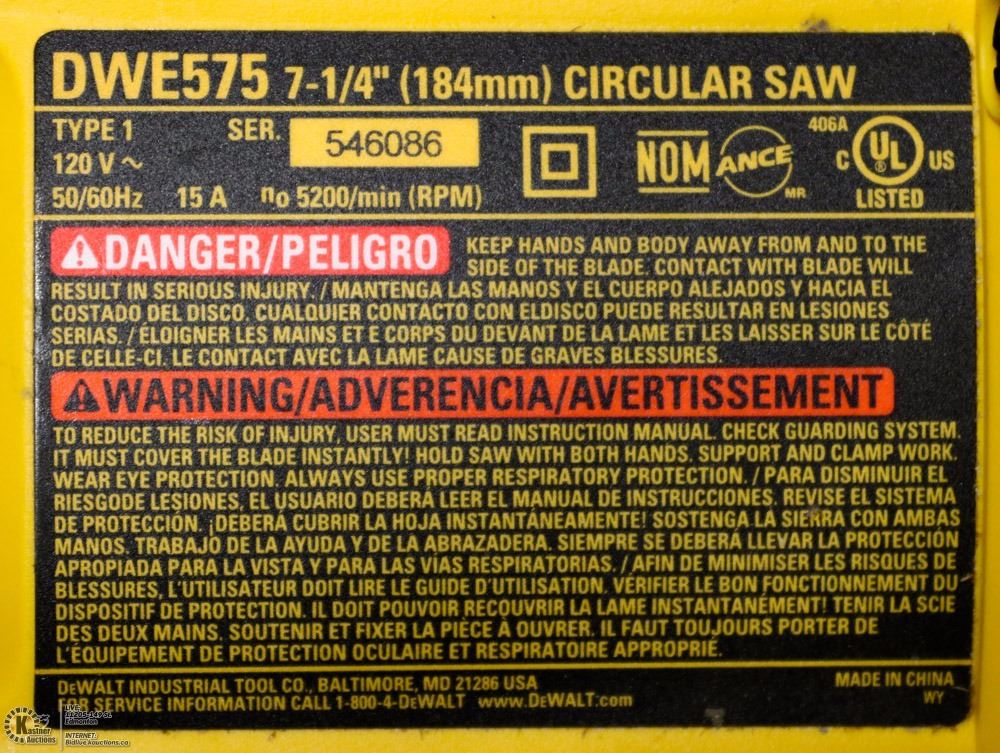 DWE575 7-1/4" (184mm) CIRCULAR SAW
TYPE 1 SER. 546086
120 V ~
50/60Hz 15 A no 5200/min (RPM)
NOM ANCE MR
406A
C UL ® US
LISTED
DANGER/PELIGRO KEEP HANDS AND BODY AWAY FROM AND TO THE
SIDE OF THE BLADE. CONTACT WITH BLADE WILL
RESULT IN SERIOUS INJURY. / MANTENGA LAS MANOS Y EL CUERPO ALEJADOS Y HACIA EL
COSTADO DEL DISCO. CUALQUIER CONTACTO CON ELDISCO PUEDE RESULTAR EN LESIONES
SERIAS. / ÉLOIGNER LES MAINS ET E CORPS DU DEVANT DE LA LAME ET LES LAISSER SUR LE CÔTÉ
DE CELLE-CI. LE CONTACT AVEC LA LAME CAUSE DE GRAVES BLESSURES.
WARNING/ADVERENCIA/AVERTISSEMENT
TO REDUCE THE RISK OF INJURY, USER MUST READ INSTRUCTION MANUAL. CHECK GUARDING SYSTEM.
IT MUST COVER THE BLADE INSTANTLY! HOLD SAW WITH BOTH HANDS. SUPPORT AND CLAMP WORK.
WEAR EYE PROTECTION. ALWAYS USE PROPER RESPIRATORY PROTECTION. / PARA DISMINUIR EL
RIESGODE LESIONES, EL USUARIO DEBERÁ LEER EL MANUAL DE INSTRUCCIONES. REVISE EL SISTEMA
DE PROTECCIÓN. ¡DEBERÁ CUBRIR LA HOJA INSTANTÁNEAMENTE! SOSTENGA LA SIERRA CON AMBAS
MANOS. TRABAJO DE LA AYUDA Y DE LA ABRAZADERA. SIEMPRE SE DEBERÁ LLEVAR LA PROTECCIÓN
APROPIADA PARA LA VISTA Y PARA LAS VÍAS RESPIRATORIAS. / AFIN DE MINIMISER LES RISQUES DE
BLESSURES, L'UTILISATEUR DOIT LIRE LE GUIDE D'UTILISATION. VÉRIFIER LE BON FONCTIONNEMENT DU
DISPOSITIF DE PROTECTION. IL DOIT POUVOIR RECOUVRIR LA LAME INSTANTANÉMENT! TENIR LA SCIE
DES DEUX MAINS. SOUTENIR ET FIXER LA PIÈCE À OUVRER. IL FAUT TOUJOURS PORTER DE
L'ÉQUIPEMENT DE PROTECTION OCULAIRE ET RESPIRATOIRE APPROPRIÉ.
DEWALT INDUSTRIAL TOOL CO., BALTIMORE, MD 21286 USA MADE IN CHINA
FOR SERVICE INFORMATION CALL 1-800-4-DEWALT www.DEWALT.com WY
Kastner
Auctions
LIVE:
11205-149 St.
Edmonton
INTERNET:
Bidlive.kauctions.ca